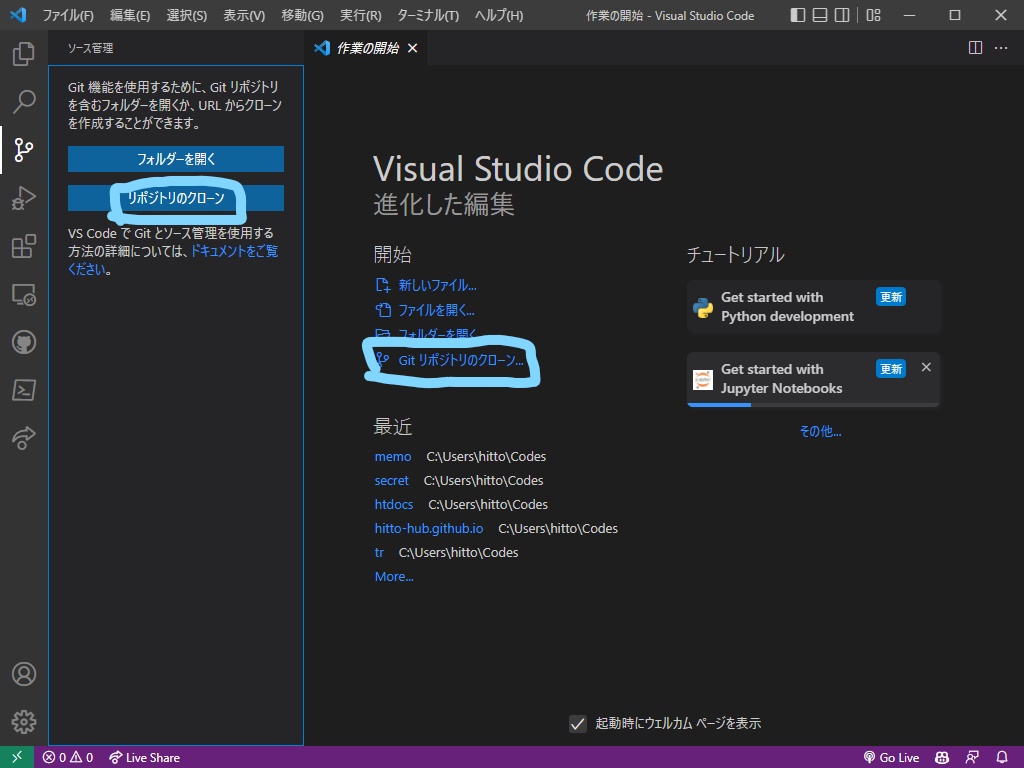 ファイル(F) 編集(E) 選択(S) 表示(V) 移動(G) 実行(R) ターミナル(T) ヘルプ(H) 作業の開始 - Visual Studio Code
ソース管理
作業の開始
Git 機能を使用するために、Git リポジトリ
を含むフォルダーを開くか、URL からクローン
を作成することができます。
フォルダーを開く
リポジトリのクローン
VS Code で Git とソース管理を使用する
方法の詳細については、ドキュメントをご覧
ください。
Visual Studio Code
進化した編集
開始
新しいファイル...
ファイルを開く...
フォルダーを開く...
Git リポジトリのクローン...
最近
memo C:\Users\hitto\Codes
secret C:\Users\hitto\Codes
htdocs C:\Users\hitto\Codes
hitto-hub.github.io C:\Users\hitto\Codes
tr C:\Users\hitto\Codes
More...
チュートリアル
Get started with
Python development
更新
Get started with
Jupyter Notebooks
更新
その他...
起動時にウェルカム ページを表示
0 0 Live Share Go Live